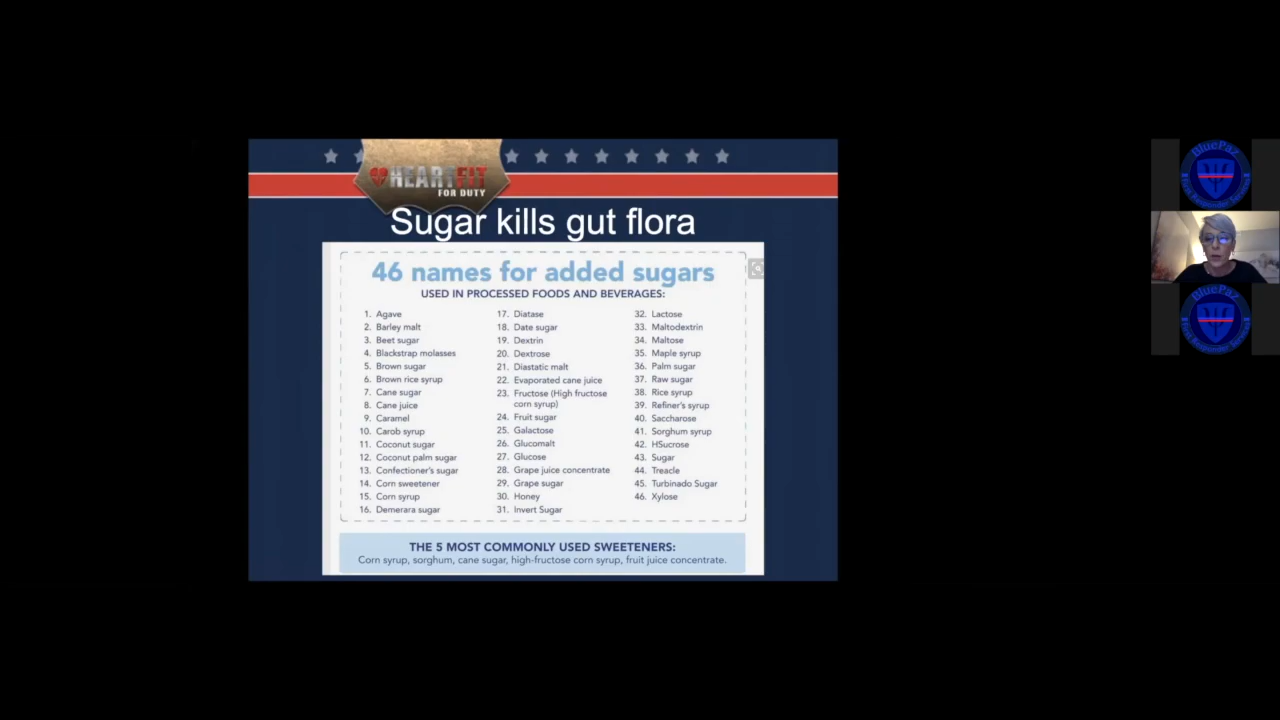 HEARTFIT
FOR DUTY
Sugar kills gut flora
46 names for added sugars
USED IN PROCESSED FOODS AND BEVERAGES:
1. Agave
2. Barley malt
3. Beet sugar
4. Blackstrap molasses
5. Brown sugar
6. Brown rice syrup
7. Cane sugar
8. Cane juice
9. Caramel
10. Carob syrup
11. Coconut sugar
12. Coconut palm sugar
13. Confectioner's sugar
14. Corn sweetener
15. Corn syrup
16. Demerara sugar
17. Diatase
18. Date sugar
19. Dextrin
20. Dextrose
21. Diastatic malt
22. Evaporated cane juice
23. Fructose (High fructose
corn syrup)
24. Fruit sugar
25. Galactose
26. Glucomalt
27. Glucose
28. Grape juice concentrate
29. Grape sugar
30. Honey
31. Invert Sugar
32. Lactose
33. Maltodextrin
34. Maltose
35. Maple syrup
36. Palm sugar
37. Raw sugar
38. Rice syrup
39. Refiner's syrup
40. Saccharose
41. Sorghum syrup
42. HSucrose
43. Sugar
44. Treacle
45. Turbinado Sugar
46. Xylose
THE 5 MOST COMMONLY USED SWEETENERS:
Corn syrup, sorghum, cane sugar, high-fructose corn syrup, fruit juice concentrate.
BluePaz
First Responder Services
BluePaz
First Responder Services